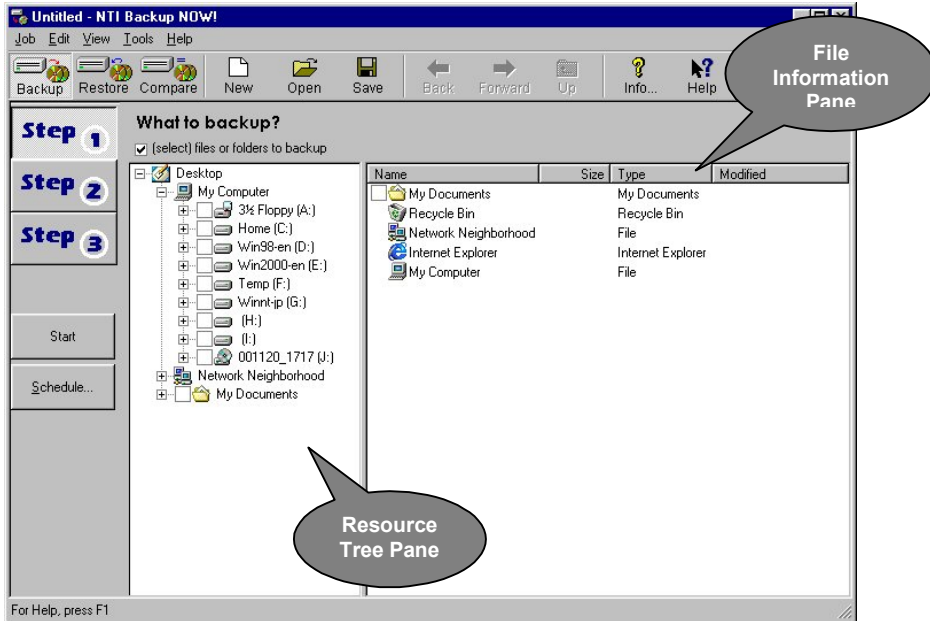 Untitled - NTI Backup NOW!
Job Edit View Tools Help
Backup Restore Compare New Open Save Back Forward Up Info... Help
File
Information
Pane
Step 1
Step 2
Step 3
Start
Schedule...
What to backup?
(select) files or folders to backup
Desktop
My Computer
3½ Floppy (A:)
Home (C:)
Win98-en (D:)
Win2000-en (E:)
Temp (F:)
Winnt-jp (G:)
(H:)
(I:)
001120_1717 (J:)
Network Neighborhood
My Documents
Name Size Type Modified
My Documents My Documents
Recycle Bin Recycle Bin
Network Neighborhood File
Internet Explorer Internet Explorer
My Computer File
Resource
Tree Pane
For Help, press F1